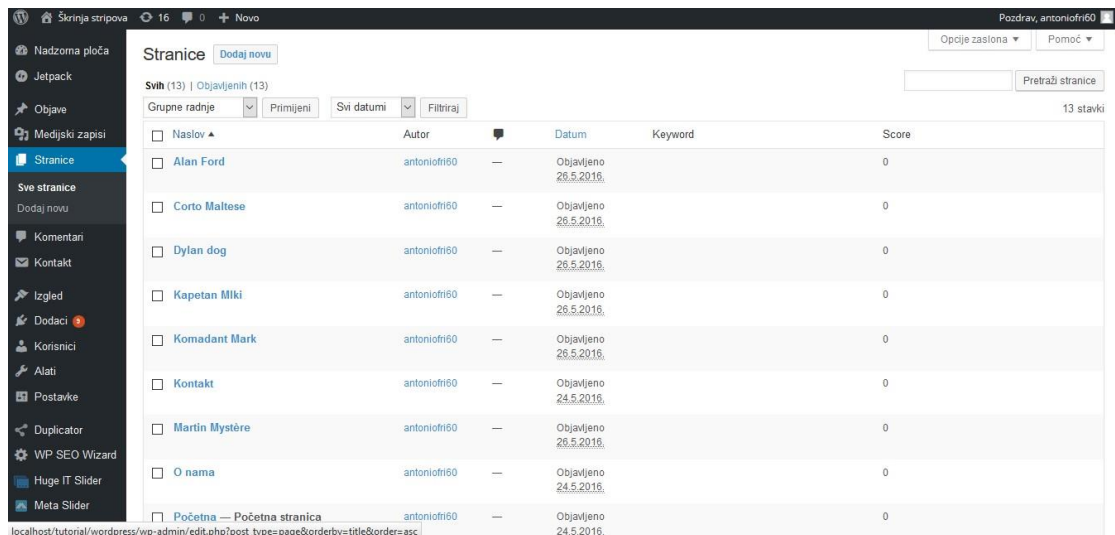 Škrinja stripova 16 0 + Novo Pozdrav, antoniofri60
Nadzorna ploča
Jetpack
Objave
Medijski zapisi
Stranice
Sve stranice
Dodaj novu
Komentari
Kontakt
Izgled
Dodaci 3
Korisnici
Alati
Postavke
Duplicator
WP SEO Wizard
Huge IT Slider
Meta Slider
Opcije zaslona Pomoć
Stranice Dodaj novu
Svih (13) | Objavljenih (13)
Pretraži stranice
Grupne radnje Primijeni Svi datumi Filtriraj 13 stavki
Naslov Autor Datum Keyword Score
Alan Ford antoniofri60 — Objavljeno 0
26.5.2016.
Corto Maltese antoniofri60 — Objavljeno 0
26.5.2016.
Dylan dog antoniofri60 — Objavljeno 0
26.5.2016.
Kapetan MIki antoniofri60 — Objavljeno 0
26.5.2016.
Komadant Mark antoniofri60 — Objavljeno 0
26.5.2016.
Kontakt antoniofri60 — Objavljeno 0
24.5.2016.
Martin Mystère antoniofri60 — Objavljeno 0
26.5.2016.
O nama antoniofri60 — Objavljeno 0
24.5.2016.
Početna — Početna stranica antoniofri60 — Objavljeno 0
24.5.2016.
localhost/tutorial/wordpress/wp-admin/edit.php?post_type=page&orderby=title&order=asc